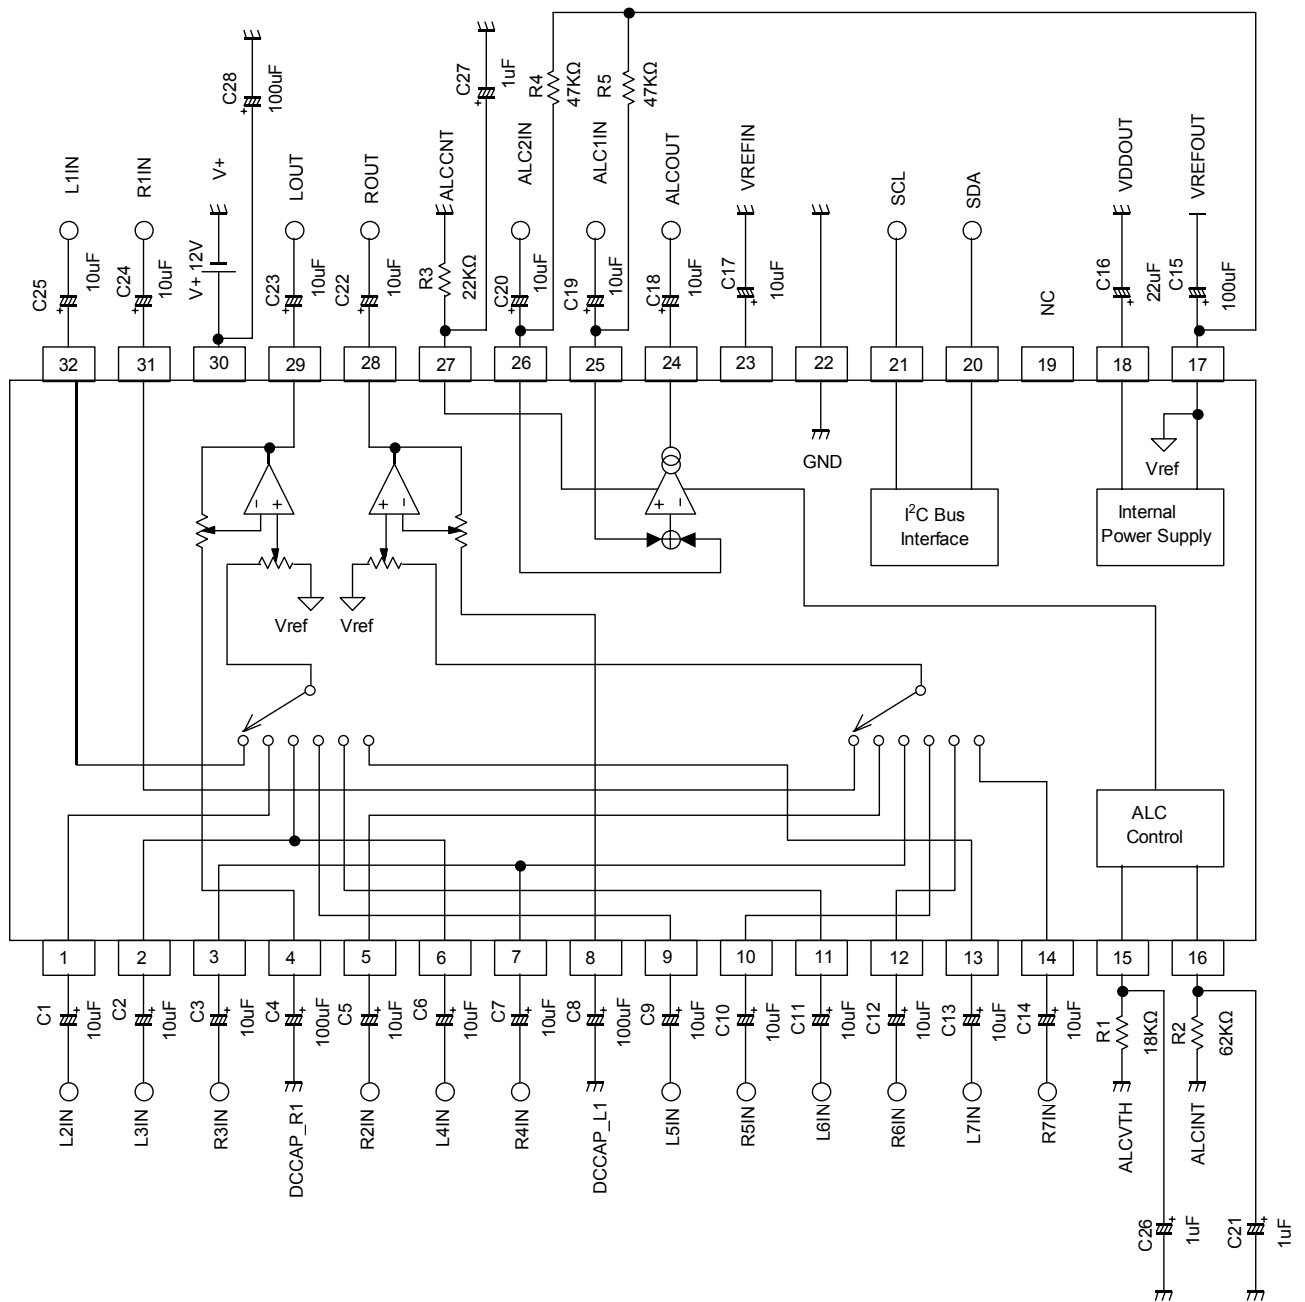 C28
100uF
C27
1uF
R4
47KΩ
R5
47KΩ
L1IN
R1IN
V+
LOUT
ROUT
ALCCNT
ALC2IN
ALC1IN
ALCOUT
VREFIN
SCL
SDA
VDDOUT
VREFOUT
C25
10uF
C24
10uF
V+ 12V
C23
10uF
C22
10uF
R3
22KΩ
C20
10uF
C19
10uF
C18
10uF
C17
10uF
NC
C16
22uF
C15
100uF
32
31
30
29
28
27
26
25
24
23
22
21
20
19
18
17
GND
Vref
I2C Bus
Interface
Internal
Power Supply
Vref
Vref
ALC
Control
1
2
3
4
5
6
7
8
9
10
11
12
13
14
15
16
C1
10uF
C2
10uF
C3
10uF
C4
100uF
C5
10uF
C6
10uF
C7
10uF
C8
100uF
C9
10uF
C10
10uF
C11
10uF
C12
10uF
C13
10uF
C14
10uF
R1
18KΩ
R2
62KΩ
L2IN
L3IN
R3IN
DCCAP_R1
R2IN
L4IN
R4IN
DCCAP_L1
L5IN
R5IN
L6IN
R6IN
L7IN
R7IN
ALCVTH
ALCINT
C26
1uF
C21
1uF